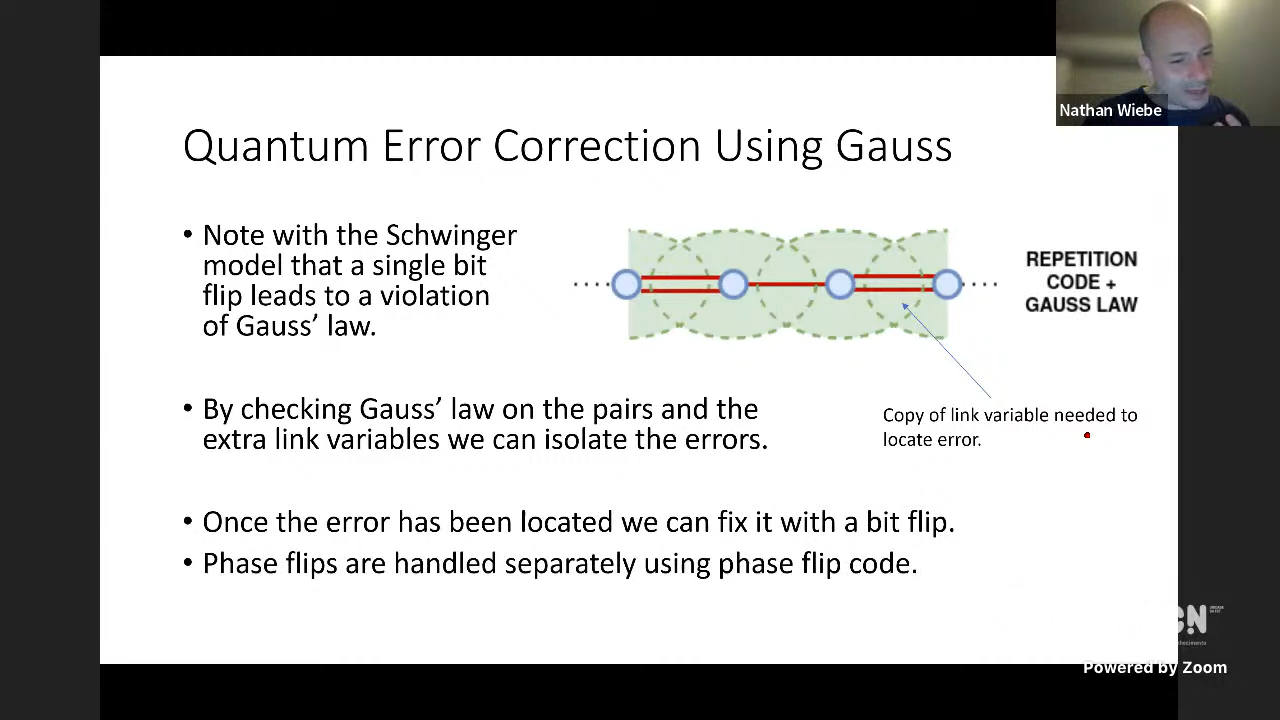 Nathan Wiebe
Quantum Error Correction Using Gauss
• Note with the Schwinger
model that a single bit
flip leads to a violation
of Gauss’ law.
REPETITION
CODE +
GAUSS LAW
• By checking Gauss’ law on the pairs and the
extra link variables we can isolate the errors.
Copy of link variable needed to
locate error.
• Once the error has been located we can fix it with a bit flip.
• Phase flips are handled separately using phase flip code.
Powered by Zoom